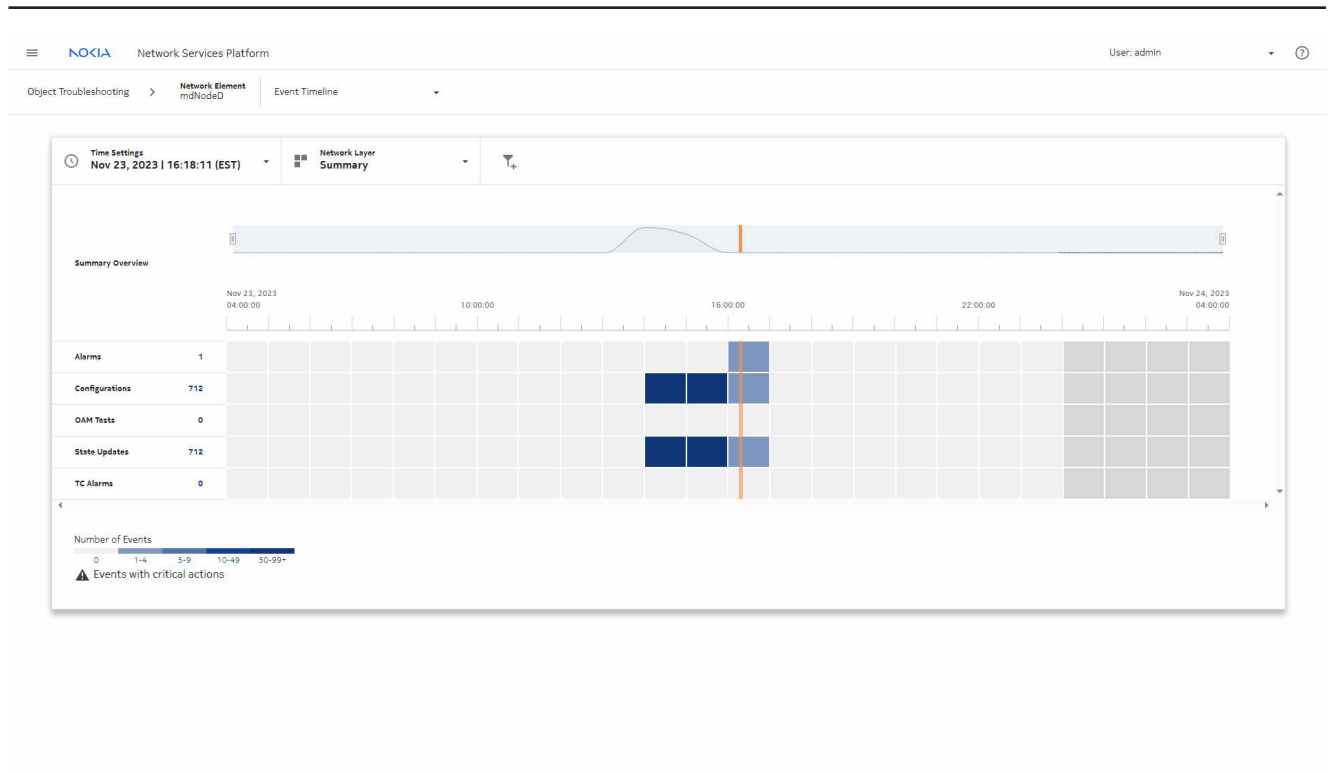 NOKIA Network Services Platform User: admin
Object Troubleshooting > Network Element Event Timeline
mdNodeD
Time Settings Network Layer
Nov 23, 2023 | 16:18:11 (EST) Summary
Summary Overview
Nov 23, 2023 Nov 24, 2023
04:00:00 10:00:00 16:00:00 22:00:00 04:00:00
Alarms 1
Configurations 712
OAM Tests 0
State Updates 712
TC Alarms 0
Number of Events
0 1-4 5-9 10-49 50-99+
Events with critical actions